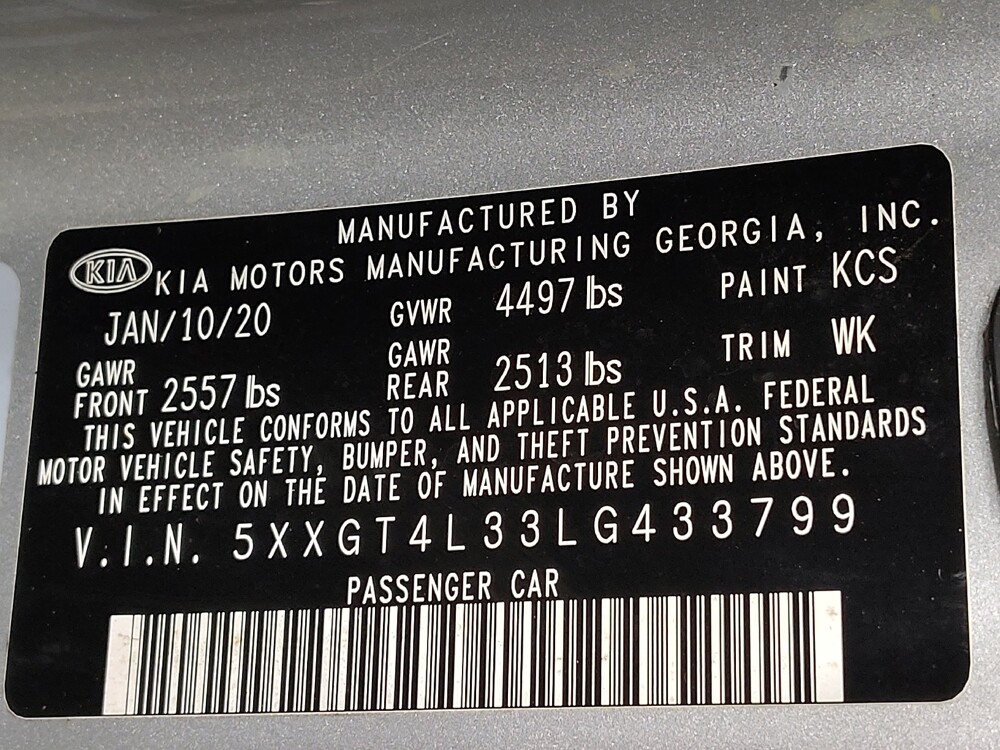 MANUFACTURED BY
KIA KIA MOTORS MANUFACTURING GEORGIA, INC.
JAN/10/20 GVWR 4497 lbs PAINT KCS
GAWR FRONT 2557 lbs GAWR REAR 2513 lbs TRIM WK
THIS VEHICLE CONFORMS TO ALL APPLICABLE U.S.A. FEDERAL
MOTOR VEHICLE SAFETY, BUMPER, AND THEFT PREVENTION STANDARDS
IN EFFECT ON THE DATE OF MANUFACTURE SHOWN ABOVE.
V.I.N. 5XXGT4L33LG433799
PASSENGER CAR